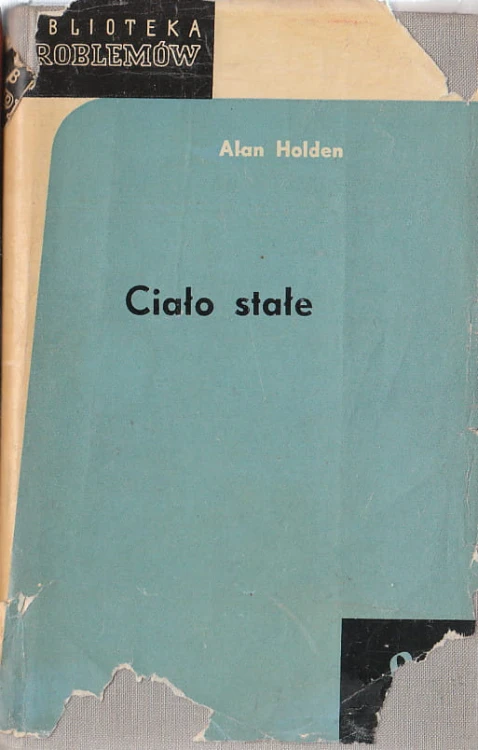 BLIOTEKA
ROBLEMÓW
Alan Holden
Ciało stałe